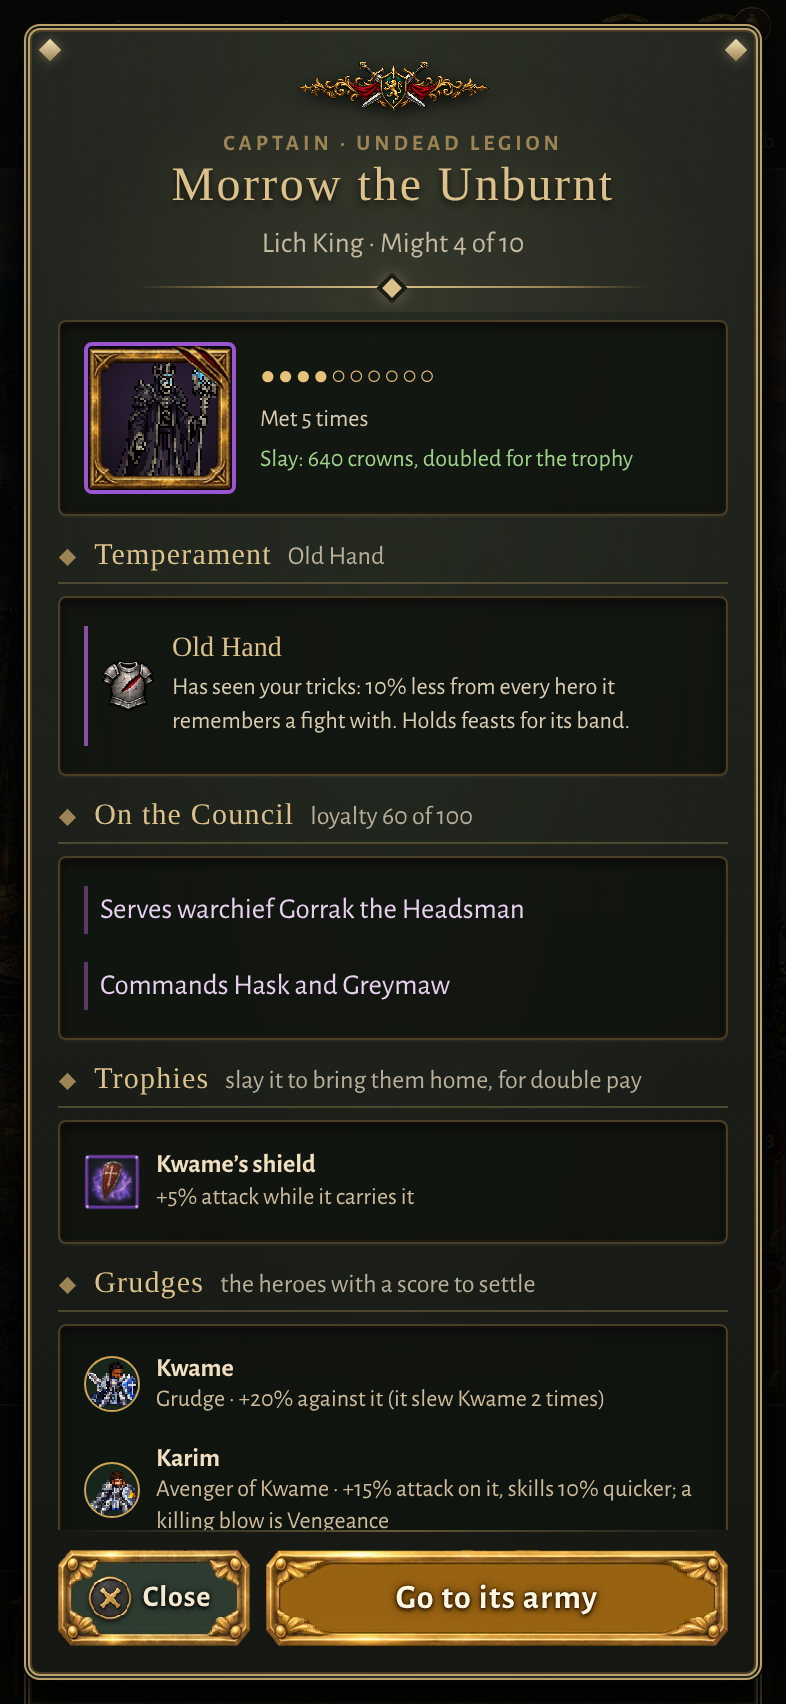 CAPTAIN · UNDEAD LEGION
Morrow the Unburnt
Lich King · Might 4 of 10
Met 5 times
Slay: 640 crowns, doubled for the trophy
Temperament Old Hand
Old Hand
Has seen your tricks: 10% less from every hero it
remembers a fight with. Holds feasts for its band.
On the Council loyalty 60 of 100
Serves warchief Gorrak the Headsman
Commands Hask and Greymaw
Trophies slay it to bring them home, for double pay
Kwame’s shield
+5% attack while it carries it
Grudges the heroes with a score to settle
Kwame
Grudge · +20% against it (it slew Kwame 2 times)
Karim
Avenger of Kwame · +15% attack on it, skills 10% quicker; a
killing blow is Vengeance
Close
Go to its army